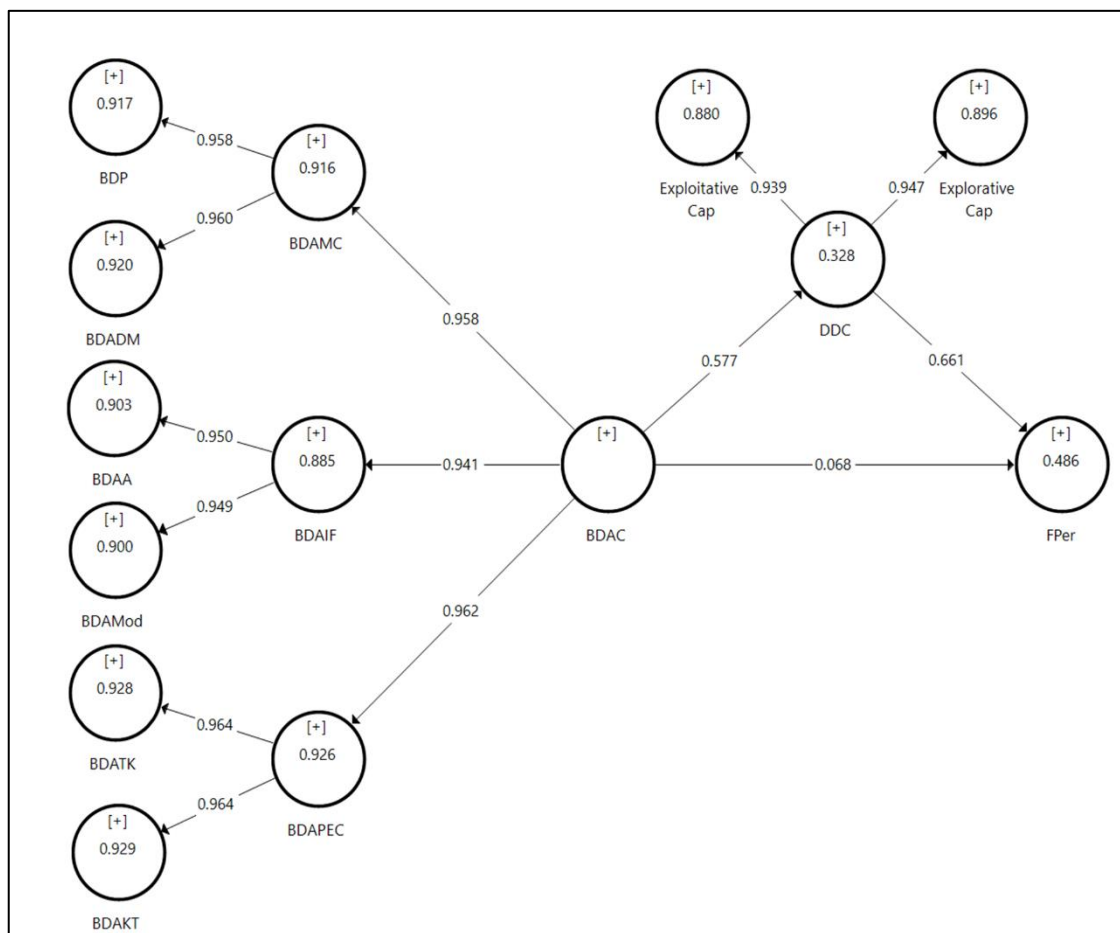 [+]
0.917
BDP
[+]
0.920
BDADM
[+]
0.903
BDAA
[+]
0.900
BDAMod
[+]
0.928
BDATK
[+]
0.929
BDAKT
0.958
0.960
0.950
0.949
0.964
0.964
[+]
0.916
BDAMC
[+]
0.885
BDAIF
[+]
0.926
BDAPEC
0.958
0.941
0.962
[+]
BDAC
0.577
0.068
[+]
0.880
Exploitative
Cap
[+]
0.896
Explorative
Cap
0.939
0.947
[+]
0.328
DDC
0.661
[+]
0.486
FPer